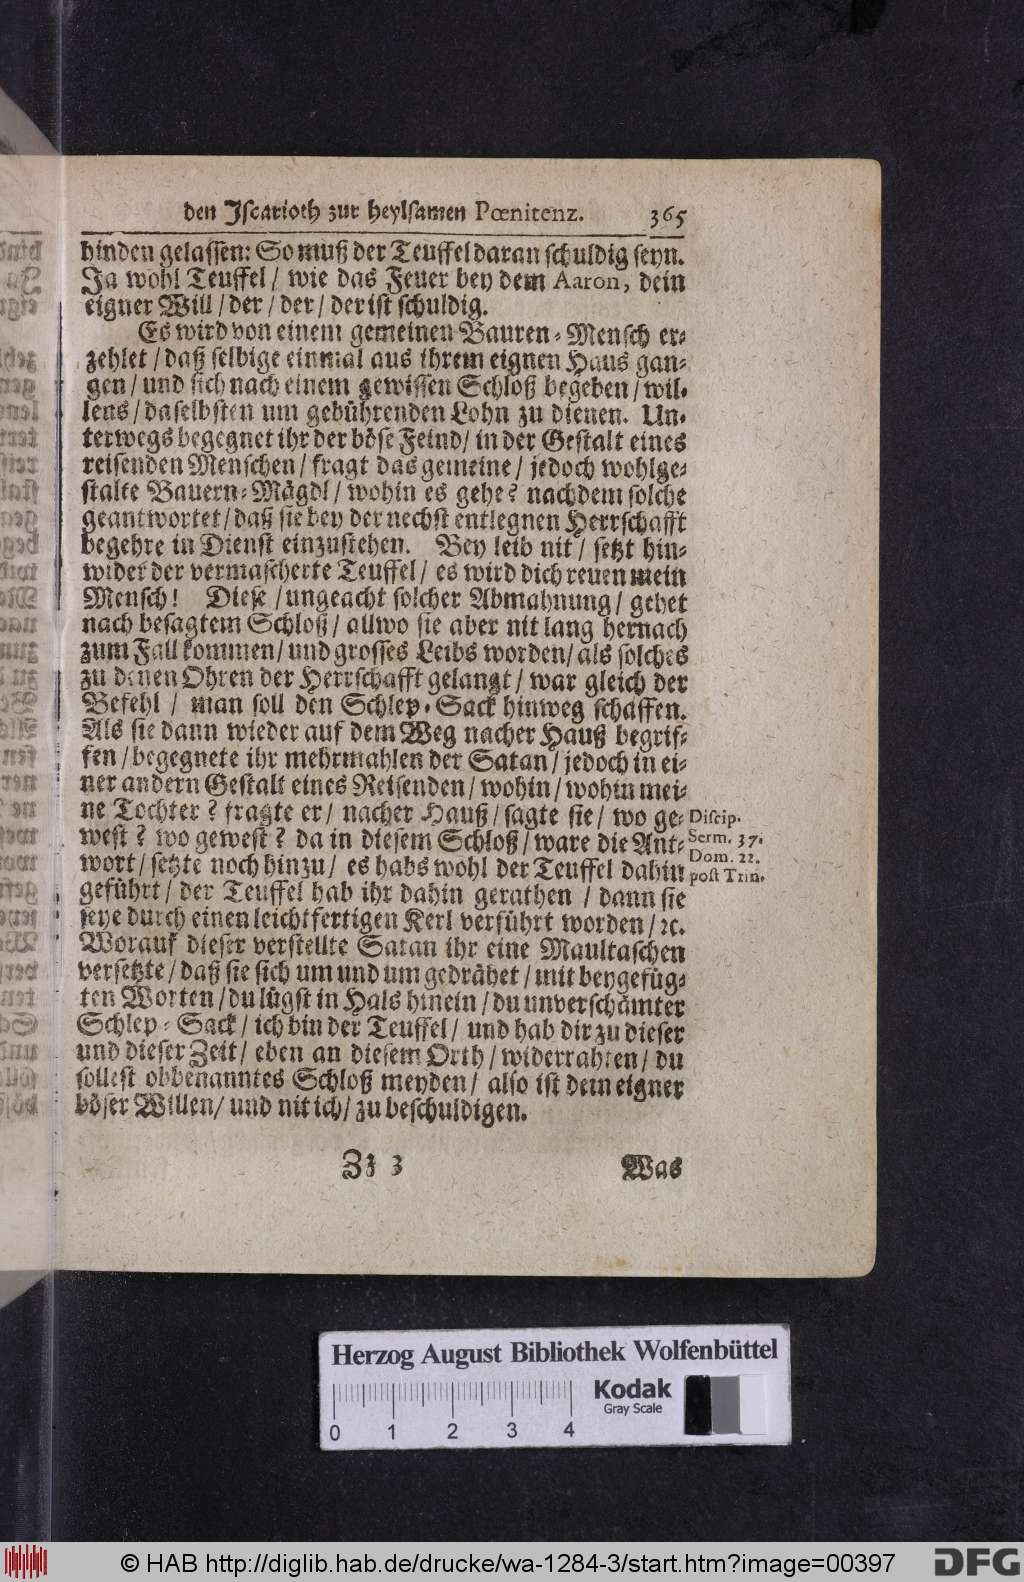 den Iscarioth zur heylsamen Pœnitenz. 365
binden gelassen: So muß der Teuffel daran schuldig seyn.
Ja wohl Teuffel / wie das Feuer bey dem Aaron, dein
eigner Will / der / der / der ist schuldig.
Es wird von einem gemeinen Bauren-Mensch er-
zehlet / daß selbige einmal aus ihrem eignen Haus gan-
gen / und sich nach einem gewissen Schloß begeben / wil-
lens / daselbsten um gebührenden Lohn zu dienen. Un-
terwegs begegnet ihr der böse Feind / in der Gestalt eines
reisenden Menschen / fragt das gemeine / jedoch wohlge-
stalte Bauern-Mägdl / wohin es gehe? nachdem solche
geantwortet / daß sie bey der nechst entlegnen Herrschafft
begehre in Dienst einzustehen. Bey leib nit / setzt hin-
wider der vermascherte Teuffel / es wird dich reuen mein
Mensch! Diese / ungeacht solcher Abmahnung / gehet
nach besagtem Schloß / allwo sie aber nit lang hernach
zum Fall kommen / und grosses Leibs worden / als solches
zu denen Ohren der Herrschafft gelangt / war gleich der
Befehl / man soll den Schlep-Sack hinweg schaffen.
Als sie dann wieder auf dem Weg nacher Hauß begrif-
fen / begegnete ihr mehrmahlen der Satan / jedoch in ei-
ner andern Gestalt eines Reisenden / wohin / wohin mei-
ne Tochter? fragte er / nacher Hauß / sagte sie / wo ge-
west? wo gewest? da in diesem Schloß / ware die Ant-
wort / setzte noch hinzu / es habs wohl der Teuffel dahin
geführt / der Teuffel hab ihr dahin gerathen / dann sie
seye durch einen leichtfertigen Kerl verführt worden / ꝛc.
Worauf dieser verstellte Satan ihr eine Maultaschen
versetzte / daß sie sich um und um gedrähet / mit beygefüg-
ten Worten / du lügst in Hals hinein / du unverschämter
Schlep-Sack / ich bin der Teuffel / und hab dir zu dieser
und dieser Zeit / eben an diesem Orth / widerrahten / du
sollest obbenanntes Schloß meyden / also ist dein eigner
böser Willen / und nit ich / zu beschuldigen.
Discip.
Serm. 37.
Dom. 22.
post Trin.
Zz 3 Was
Herzog August Bibliothek Wolfenbüttel
Kodak
Gray Scale
0 1 2 3 4
© HAB http://diglib.hab.de/drucke/wa-1284-3/start.htm?image=00397
DFG